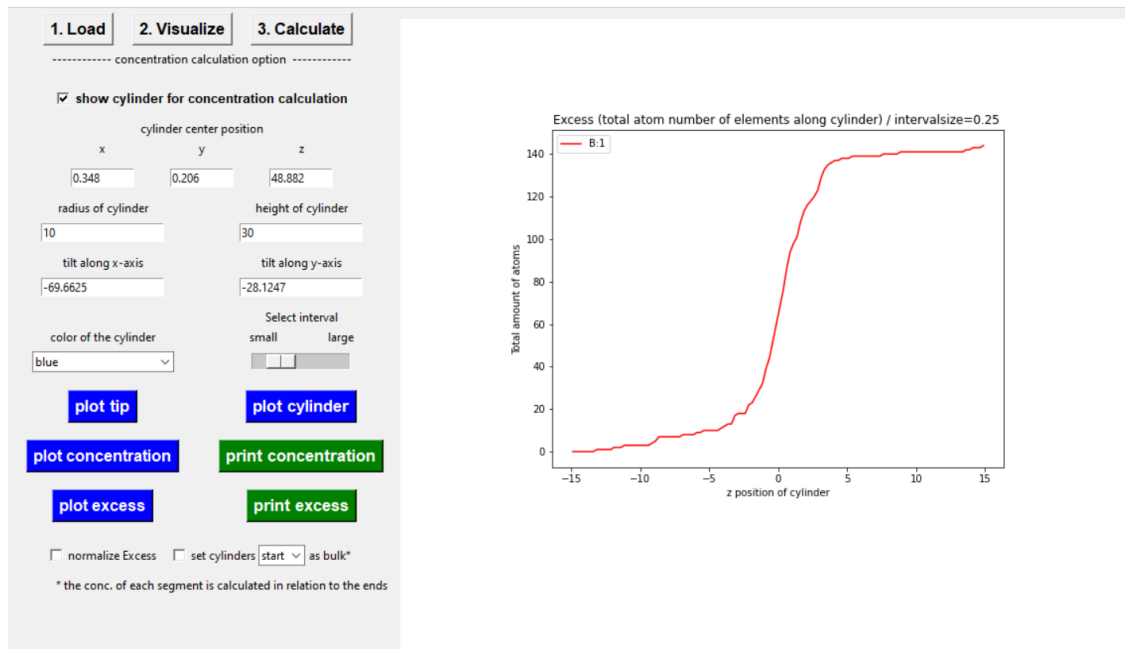 1. Load 2. Visualize 3. Calculate
------------ concentration calculation option ------------
show cylinder for concentration calculation
cylinder center position
x y z
0.348 0.206 48.882
radius of cylinder height of cylinder
10 30
tilt along x-axis tilt along y-axis
-69.6625 -28.1247
Select interval
color of the cylinder small large
blue
plot tip plot cylinder
plot concentration print concentration
plot excess print excess
normalize Excess set cylinders start as bulk*
* the conc. of each segment is calculated in relation to the ends
Excess (total atom number of elements along cylinder) / intervalsize=0.25
B:1
Total amount of atoms
140
120
100
80
60
40
20
0
−15 −10 −5 0 5 10 15
z position of cylinder